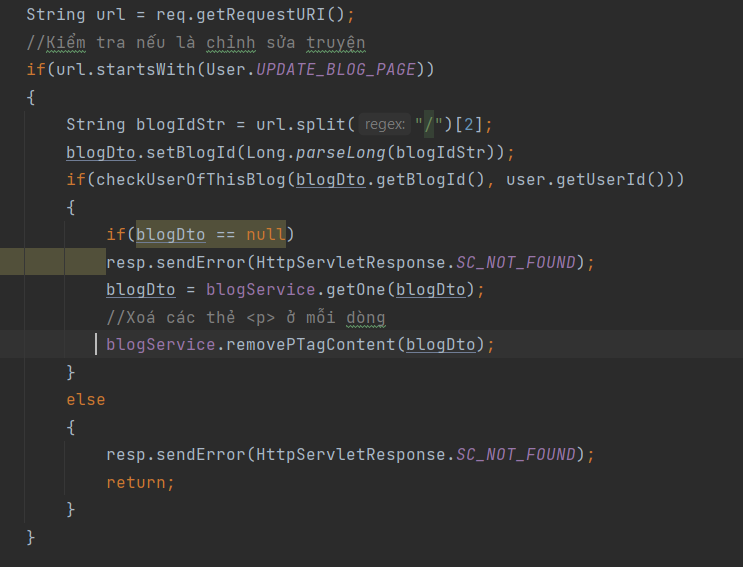 String url = req.getRequestURI();
//Kiểm tra nếu là chỉnh sửa truyện
if(url.startsWith(User.UPDATE_BLOG_PAGE))
{
String blogIdStr = url.split( regex: "/")[2];
blogDto.setBlogId(Long.parseLong(blogIdStr));
if(checkUserOfThisBlog(blogDto.getBlogId(), user.getUserId()))
{
if(blogDto == null)
resp.sendError(HttpServletResponse.SC_NOT_FOUND);
blogDto = blogService.getOne(blogDto);
//Xoá các thẻ <p> ở mỗi dòng
blogService.removePTagContent(blogDto);
}
else
{
resp.sendError(HttpServletResponse.SC_NOT_FOUND);
return;
}
}